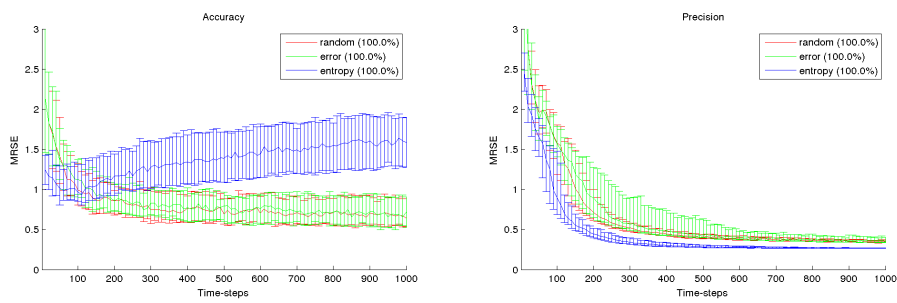 Accuracy
3
2.5
2
1.5
1
0.5
0
MRSE
random (100.0%)
error (100.0%)
entropy (100.0%)
100 200 300 400 500 600 700 800 900 1000
Time-steps
Precision
3
2.5
2
1.5
1
0.5
0
MRSE
random (100.0%)
error (100.0%)
entropy (100.0%)
100 200 300 400 500 600 700 800 900 1000
Time-steps